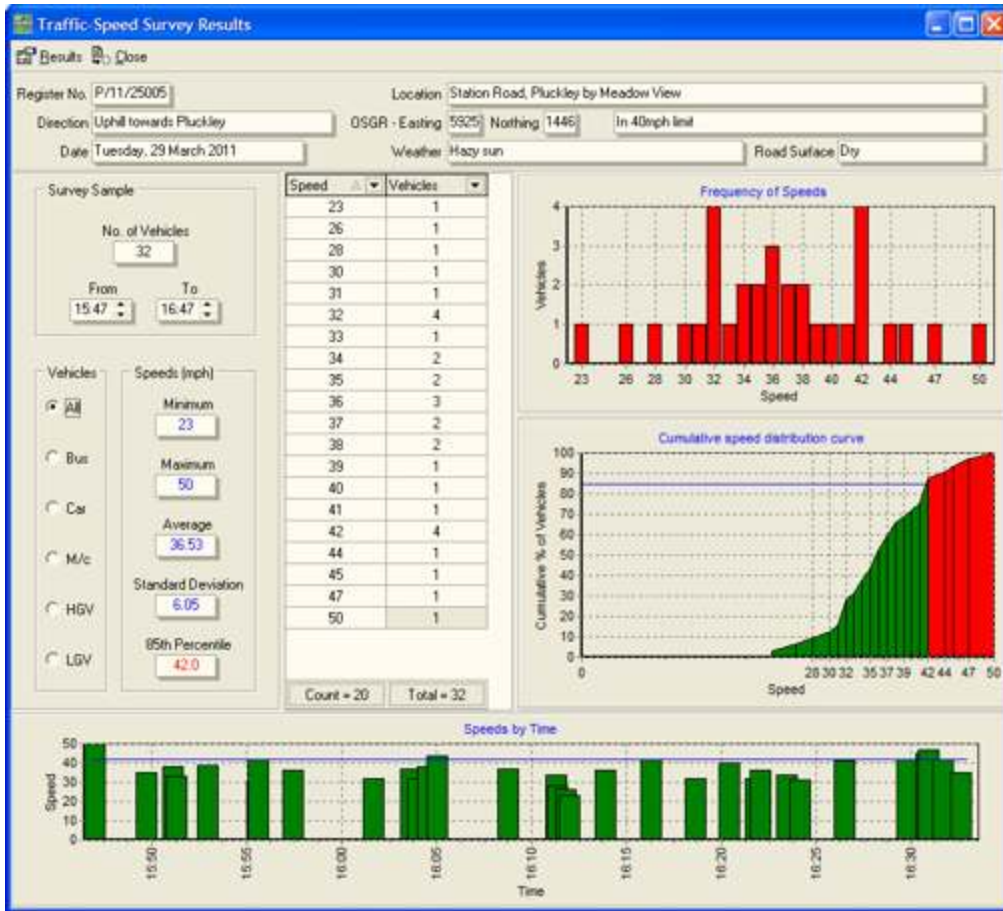 Traffic-Speed Survey Results
Results Close
Register No. P/11/25005 Location Station Road, Pluckley by Meadow View
Direction Uphill towards Pluckley OSGR - Easting 5925 Northing 1446 In 40mph limit
Date Tuesday, 29 March 2011 Weather Hazy sun Road Surface Dry
Survey Sample
No. of Vehicles
32
From To
15:47 16:47
Vehicles
All
Bus
Car
M/c
HGV
LGV
Speeds (mph)
Minimum
23
Maximum
50
Average
36.53
Standard Deviation
6.05
85th Percentile
42.0
Speed Vehicles
23 1
26 1
28 1
30 1
31 1
32 4
33 1
34 2
35 2
36 3
37 2
38 2
39 1
40 1
41 1
42 4
44 1
45 1
47 1
50 1
Count = 20 Total = 32
Frequency of Speeds
Vehicles
4
3
2
1
0
23 26 28 30 32 34 36 38 40 42 44 47 50
Speed
Cumulative speed distribution curve
Cumulative % of Vehicles
100
90
80
70
60
50
40
30
20
10
0
0 28 30 32 35 37 39 42 44 47 50
Speed
Speeds by Time
Speed
50
40
30
20
10
0
15:50 15:55 16:00 16:05 16:10 16:15 16:20 16:25 16:30
Time